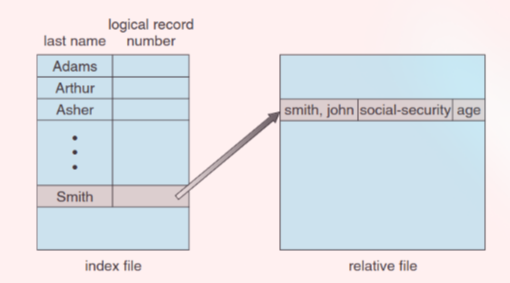 logical record
last name number
Adams
Arthur
Asher
Smith
index file
smith, john social-security age
relative file